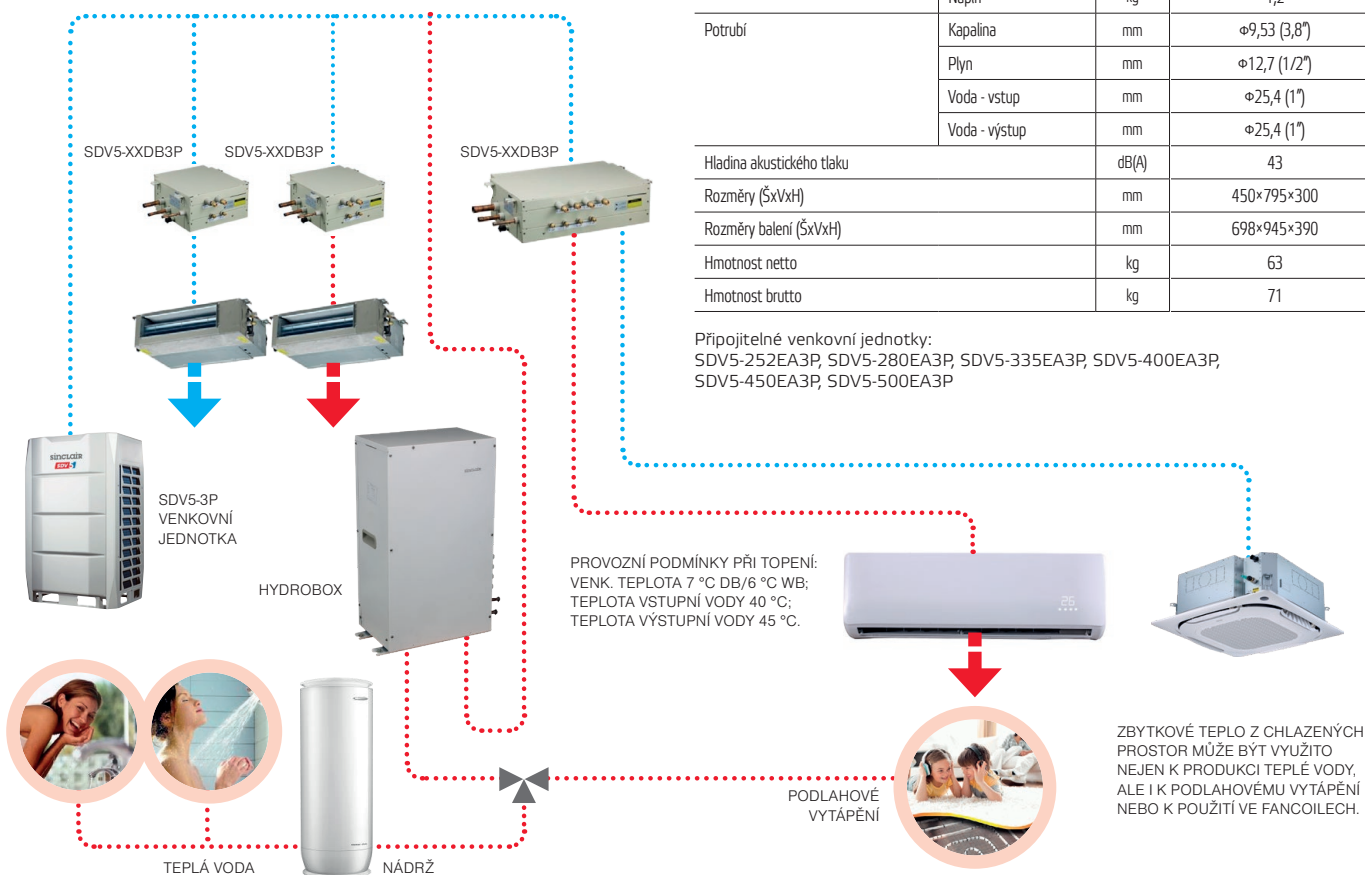 Náplň kg 1,2
Potrubí Kapalina mm Φ9,53 (3,8")
Plyn mm Φ12,7 (1/2")
Voda - vstup mm Φ25,4 (1")
Voda - výstup mm Φ25,4 (1")
Hladina akustického tlaku dB(A) 43
Rozměry (ŠxVxH) mm 450×795×300
Rozměry balení (ŠxVxH) mm 698×945×390
Hmotnost netto kg 63
Hmotnost brutto kg 71
Připojitelné venkovní jednotky:
SDV5-252EA3P, SDV5-280EA3P, SDV5-335EA3P, SDV5-400EA3P,
SDV5-450EA3P, SDV5-500EA3P
SDV5-XXDB3P
SDV5-XXDB3P
SDV5-XXDB3P
sinclair
SDV5-3P
VENKOVNÍ
JEDNOTKA
HYDROBOX
PROVOZNÍ PODMÍNKY PŘI TOPENÍ:
VENK. TEPLOTA 7 °C DB/6 °C WB;
TEPLOTA VSTUPNÍ VODY 40 °C;
TEPLOTA VÝSTUPNÍ VODY 45 °C.
ZBYTKOVÉ TEPLO Z CHLAZENÝCH
PROSTOR MŮŽE BÝT VYUŽITO
NEJEN K PRODUKCI TEPLÉ VODY,
ALE I K PODLAHOVÉMU VYTÁPĚNÍ
NEBO K POUŽITÍ VE FANCOILECH.
PODLAHOVÉ
VYTÁPĚNÍ
TEPLÁ VODA
NÁDRŽ